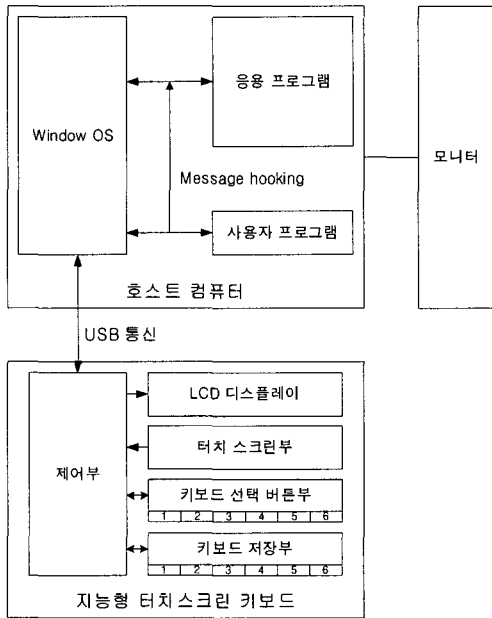 Window OS
응용 프로그램
Message hooking
사용자 프로그램
호스트 컴퓨터
모니터
USB 통신
제어부
LCD 디스플레이
터치 스크린부
키보드 선택 버튼부
1 2 3 4 5 6
키보드 저장부
1 2 3 4 5 6
지능형 터치스크린 키보드